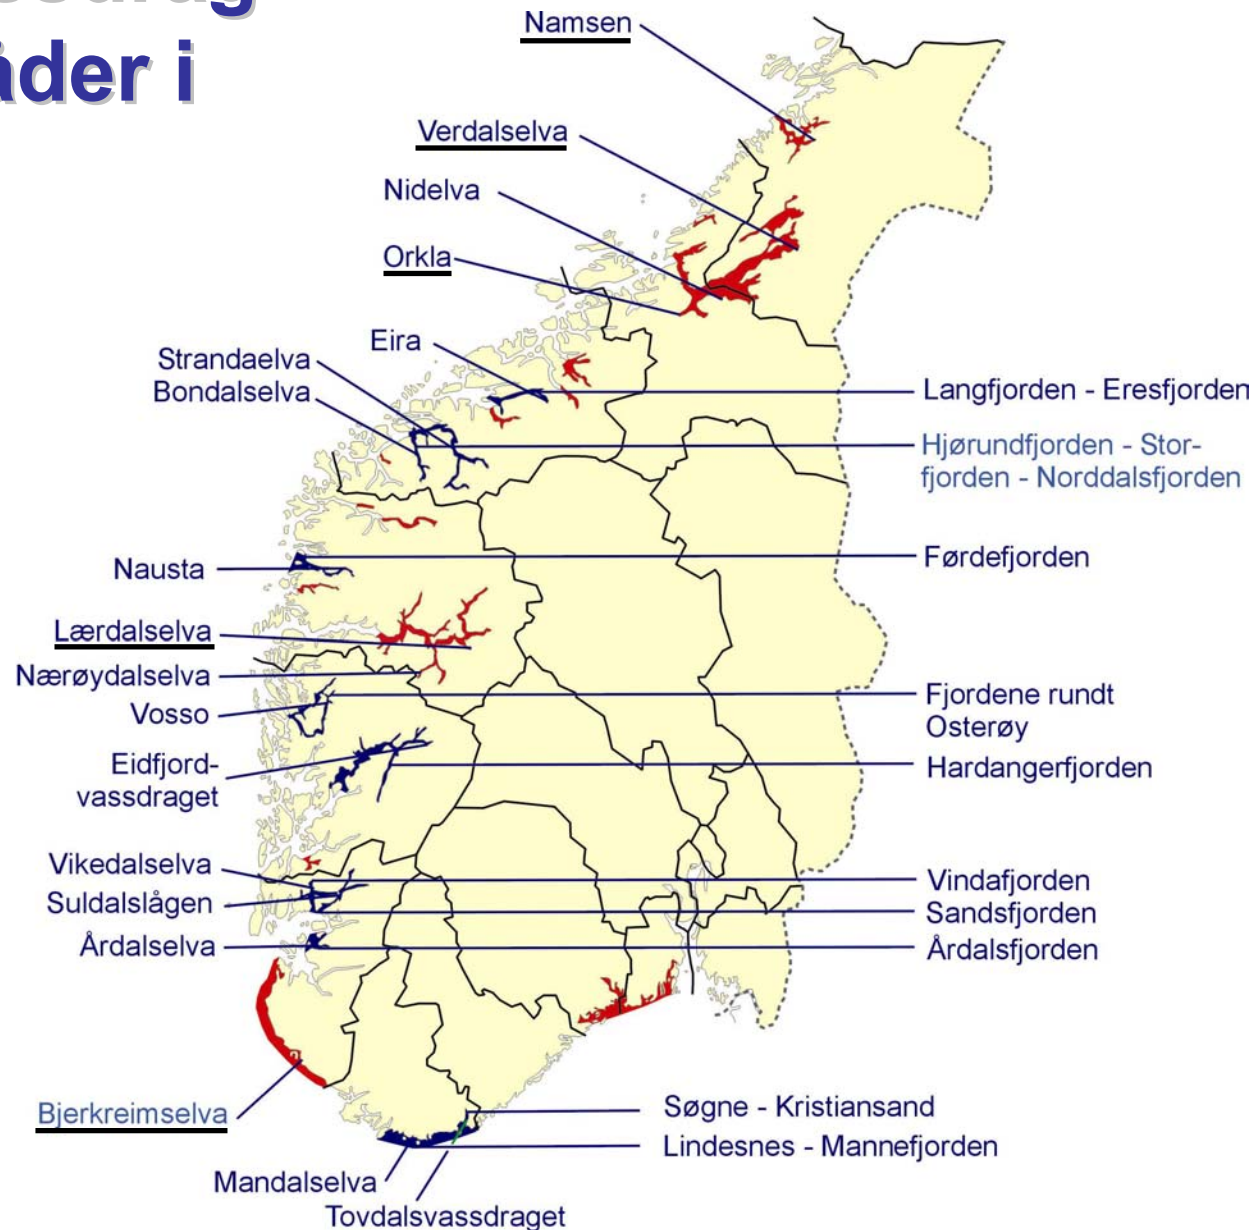 åder i
Namsen
Verdalselva
Nidelva
Orkla
Eira
Strandaelva
Bondalselva
Langfjorden - Eresfjorden
Hjørundfjorden - Stor-
fjorden - Norddalsfjorden
Nausta
Førdefjorden
Lærdalselva
Nærøydalselva
Vosso
Fjordene rundt
Osterøy
Eidfjord-
vassdraget
Hardangerfjorden
Vikedalselva
Suldalslågen
Årdalselva
Vindafjorden
Sandsfjorden
Årdalsfjorden
Bjerkreimselva
Søgne - Kristiansand
Lindesnes - Mannefjorden
Mandalselva
Tovdalsvassdraget